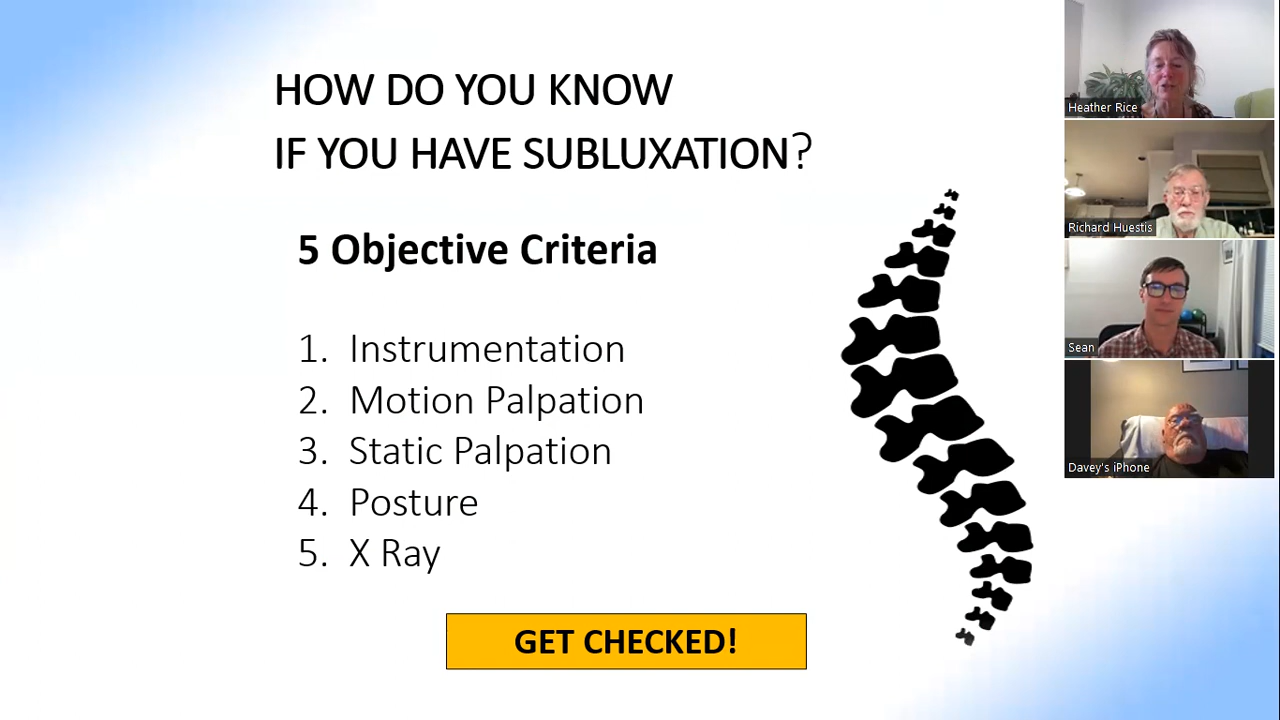 HOW DO YOU KNOW
IF YOU HAVE SUBLUXATION?
5 Objective Criteria
1. Instrumentation
2. Motion Palpation
3. Static Palpation
4. Posture
5. X Ray
GET CHECKED!
Heather Rice
Richard Huestis
Sean
Davey's iPhone